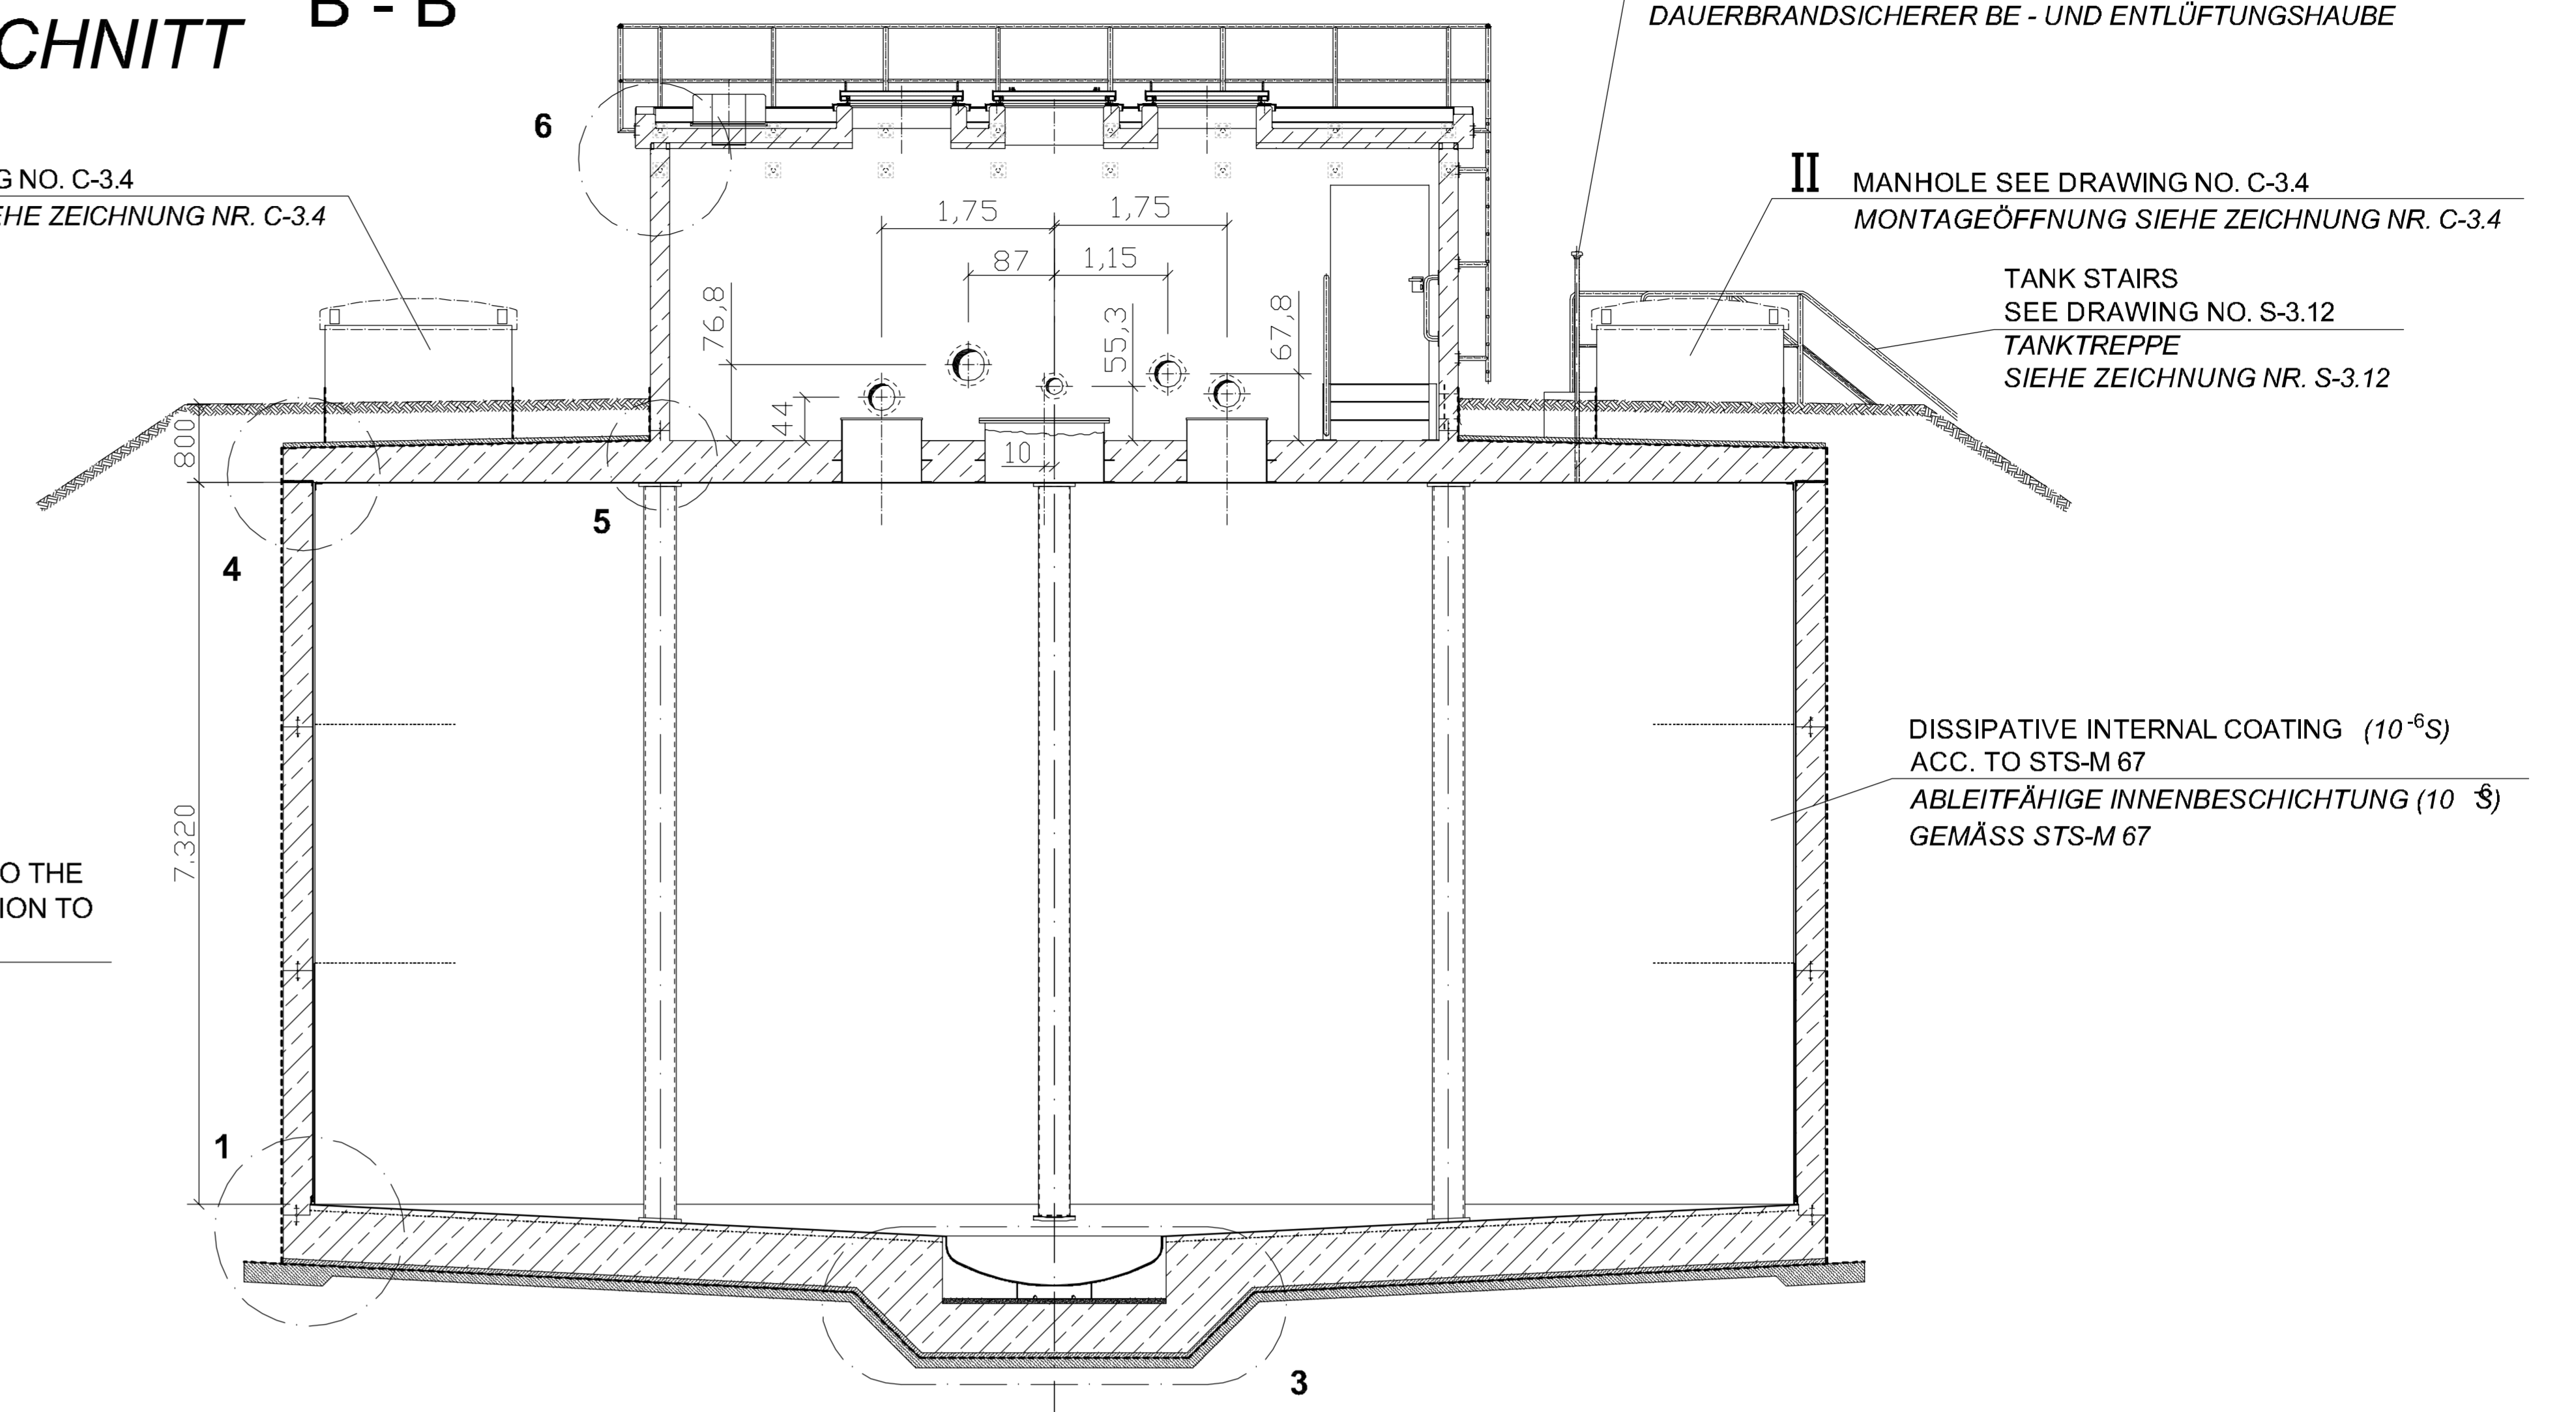 B - B
CHNITT
DAUERBRANDSICHERER BE - UND ENTLÜFTUNGSHAUBE
6
G NO. C-3.4
EHE ZEICHNUNG NR. C-3.4
II MANHOLE SEE DRAWING NO. C-3.4
MONTAGEÖFFNUNG SIEHE ZEICHNUNG NR. C-3.4
1,75
1,75
87
1,15
TANK STAIRS
SEE DRAWING NO. S-3.12
TANKTREPPE
SIEHE ZEICHNUNG NR. S-3.12
76,8
55,3
67,8
44
800
10
5
4
DISSIPATIVE INTERNAL COATING (10⁻⁶S)
ACC. TO STS-M 67
ABLEITFÄHIGE INNENBESCHICHTUNG (10⁻⁶S)
GEMÄSS STS-M 67
7.320
O THE
ION TO
1
3